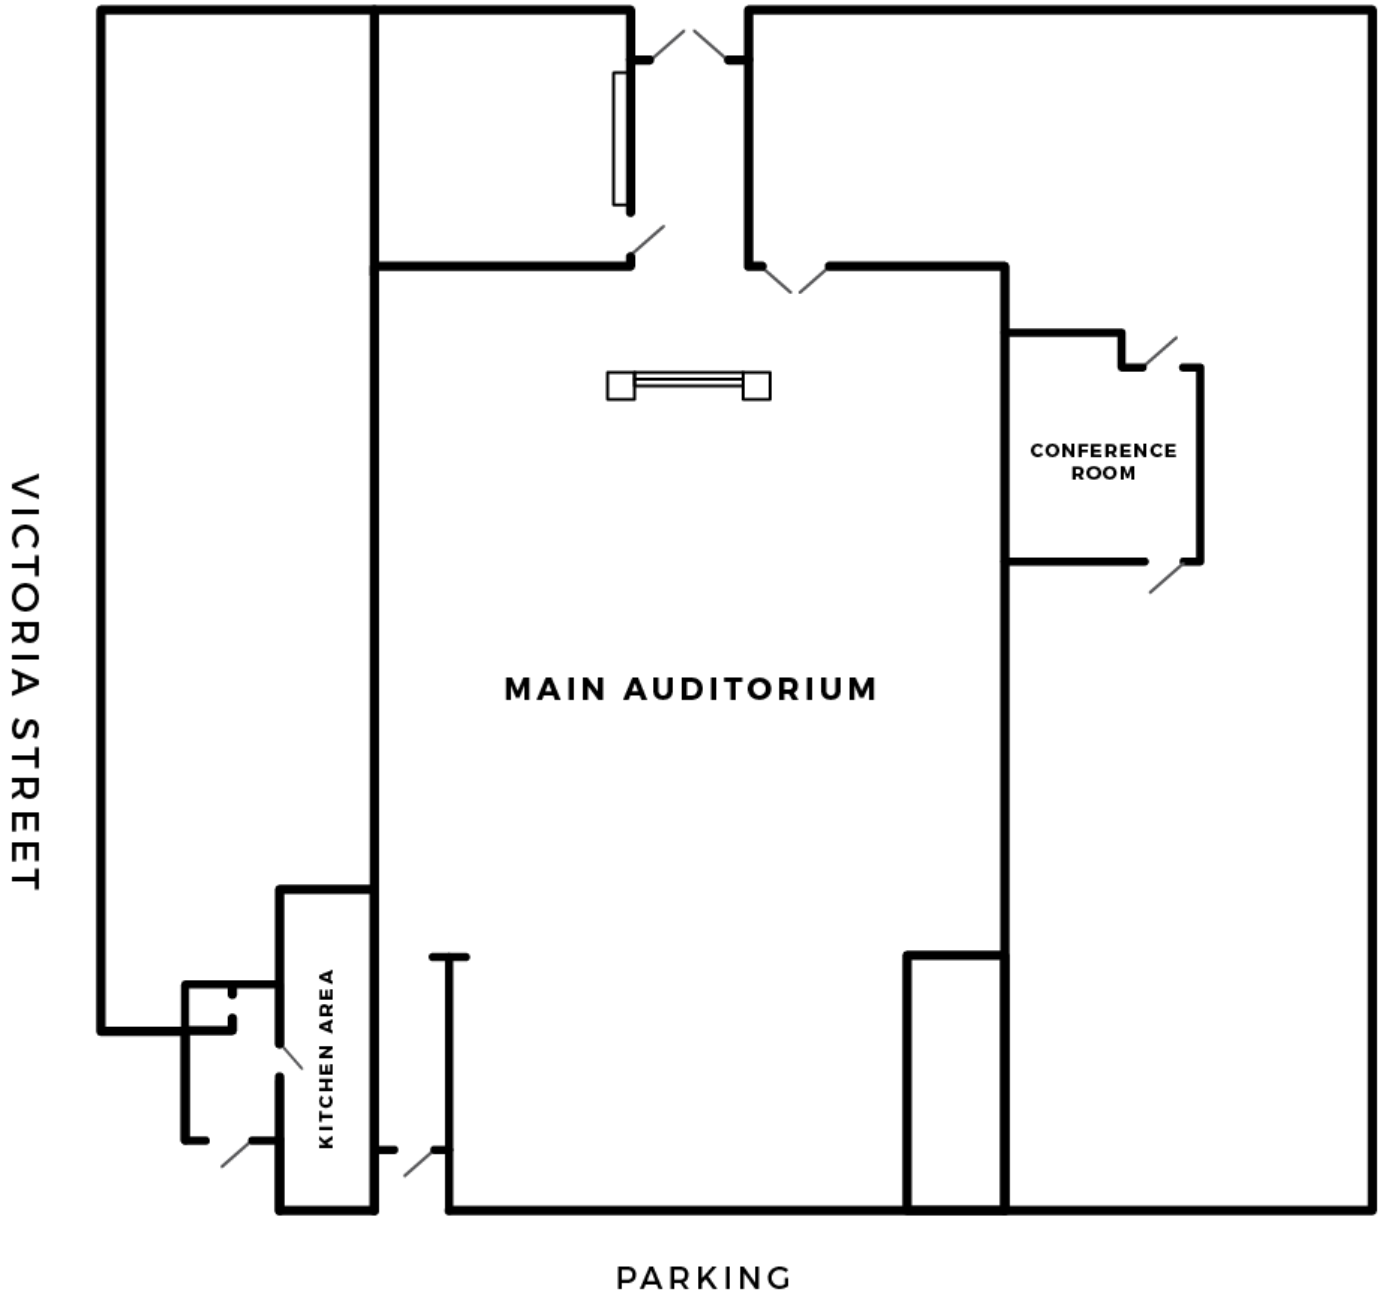 CONFERENCE
ROOM
VICTORIA STREET
MAIN AUDITORIUM
KITCHEN AREA
PARKING